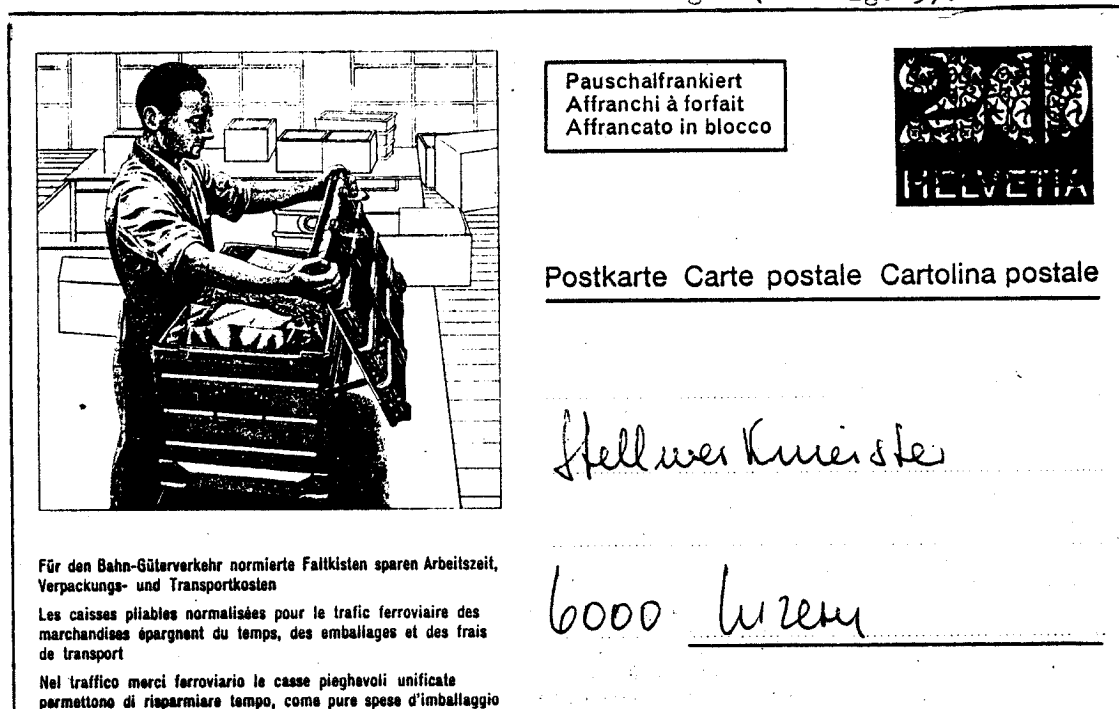 Für den Bahn-Güterverkehr normierte Faltkisten sparen Arbeitszeit,
Verpackungs- und Transportkosten
Les caisses pliables normalisées pour le trafic ferroviaire des
marchandises épargnent du temps, des emballages et des frais
de transport
Nel traffico merci ferroviario le casse pieghevoli unificate
permettono di risparmiare tempo, come pure spese d'imballaggio
Pauschalfrankiert
Affranchi à forfait
Affrancato in blocco
HELVETIA
Postkarte Carte postale Cartolina postale
Stellwerkmeister
6000 Luzern